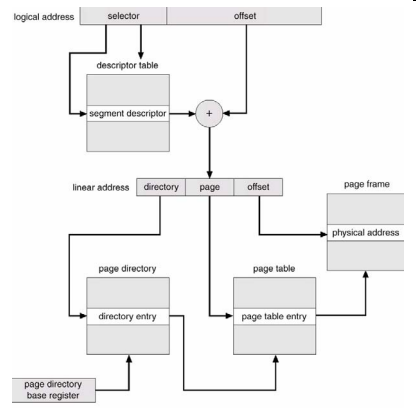 logical address
selector
offset
descriptor table
segment descriptor
+
linear address
directory
page
offset
page frame
physical address
page directory
page table
directory entry
page table entry
page directory
base register